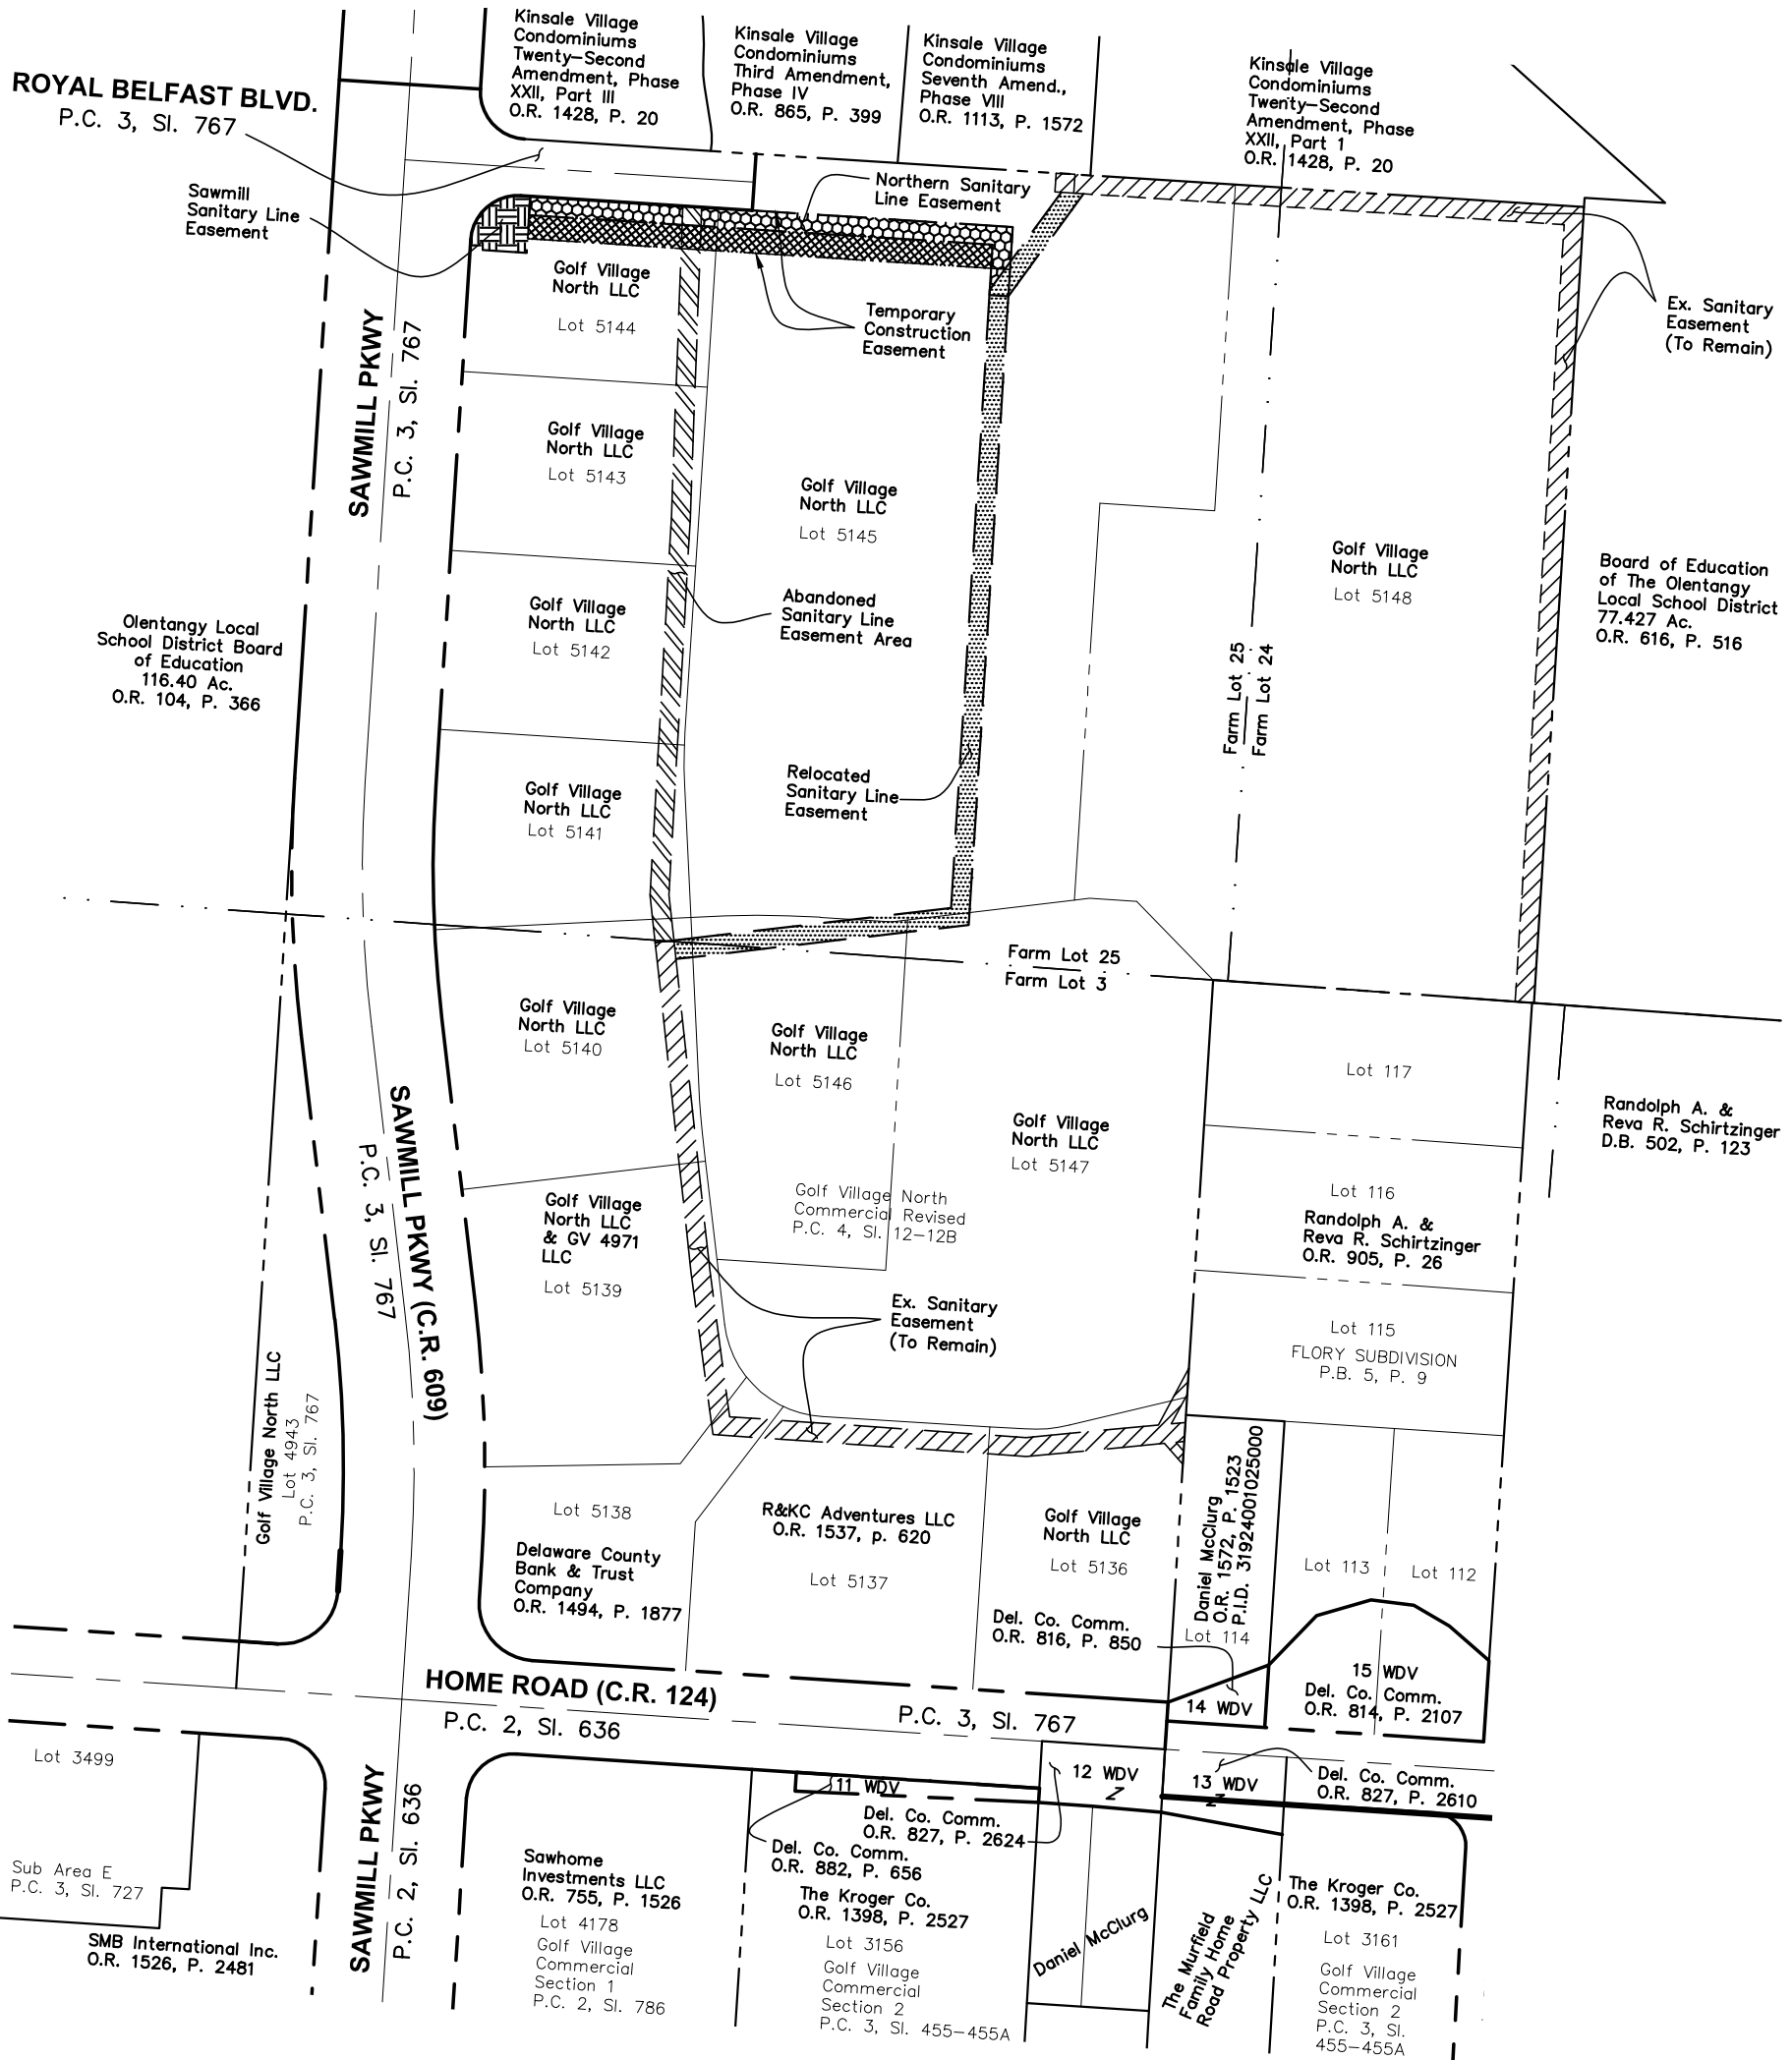 Kinsale Village
Condominiums
Twenty-Second
Amendment, Phase
XXII, Part III
O.R. 1428, P. 20
Kinsale Village
Condominiums
Third Amendment,
Phase IV
O.R. 865, P. 399
Kinsale Village
Condominiums
Seventh Amend.,
Phase VIII
O.R. 1113, P. 1572
Kinsale Village
Condominiums
Twenty-Second
Amendment, Phase
XXII, Part 1
O.R. 1428, P. 20
ROYAL BELFAST BLVD.
P.C. 3, Sl. 767
Sawmill
Sanitary Line
Easement
Northern Sanitary
Line Easement
Golf Village
North LLC
Lot 5144
Temporary
Construction
Easement
Ex. Sanitary
Easement
(To Remain)
SAWMILL PKWY
P.C. 3, Sl. 767
Golf Village
North LLC
Lot 5143
Golf Village
North LLC
Lot 5145
Golf Village
North LLC
Lot 5148
Board of Education
of The Olentangy
Local School District
77.427 Ac.
O.R. 616, P. 516
Olentangy Local
School District Board
of Education
116.40 Ac.
O.R. 104, P. 366
Golf Village
North LLC
Lot 5142
Abandoned
Sanitary Line
Easement Area
Farm Lot 25
Farm Lot 24
Golf Village
North LLC
Lot 5141
Relocated
Sanitary Line
Easement
Farm Lot 25
Farm Lot 3
Golf Village
North LLC
Lot 5140
Golf Village
North LLC
Lot 5146
Lot 117
Golf Village
North LLC
Lot 5147
Randolph A. &
Reva R. Schirtzinger
D.B. 502, P. 123
SAWMILL PKWY (C.R. 609)
P.C. 3, Sl. 767
Golf Village
North LLC
& GV 4971
LLC
Lot 5139
Golf Village North
Commercial Revised
P.C. 4, Sl. 12-12B
Lot 116
Randolph A. &
Reva R. Schirtzinger
O.R. 905, P. 26
Ex. Sanitary
Easement
(To Remain)
Lot 115
FLORY SUBDIVISION
P.B. 5, P. 9
Golf Village North LLC
Lot 4943
P.C. 3, Sl. 767
Lot 5138
Delaware County
Bank & Trust
Company
O.R. 1494, P. 1877
R&KC Adventures LLC
O.R. 1537, p. 620
Lot 5137
Golf Village
North LLC
Lot 5136
Del. Co. Comm.
O.R. 816, P. 850
Daniel McClurg
O.R. 1572, P. 1523
P.I.D. 31924001025000
Lot 114
Lot 113
Lot 112
15 WDV
Del. Co. Comm.
O.R. 814, P. 2107
14 WDV
HOME ROAD (C.R. 124)
P.C. 2, Sl. 636
P.C. 3, Sl. 767
Lot 3499
11 WDV
12 WDV
Z
13 WDV
Z
Del. Co. Comm.
O.R. 827, P. 2610
Del. Co. Comm.
O.R. 827, P. 2624
Del. Co. Comm.
O.R. 882, P. 656
SAWMILL PKWY
P.C. 2, Sl. 636
Sub Area E
P.C. 3, Sl. 727
SMB International Inc.
O.R. 1526, P. 2481
Sawhome
Investments LLC
O.R. 755, P. 1526
Lot 4178
Golf Village
Commercial
Section 1
P.C. 2, Sl. 786
The Kroger Co.
O.R. 1398, P. 2527
Lot 3156
Golf Village
Commercial
Section 2
P.C. 3, Sl. 455-455A
Daniel McClurg
The Murfield
Family Home
Road Property LLC
The Kroger Co.
O.R. 1398, P. 2527
Lot 3161
Golf Village
Commercial
Section 2
P.C. 3, Sl.
455-455A